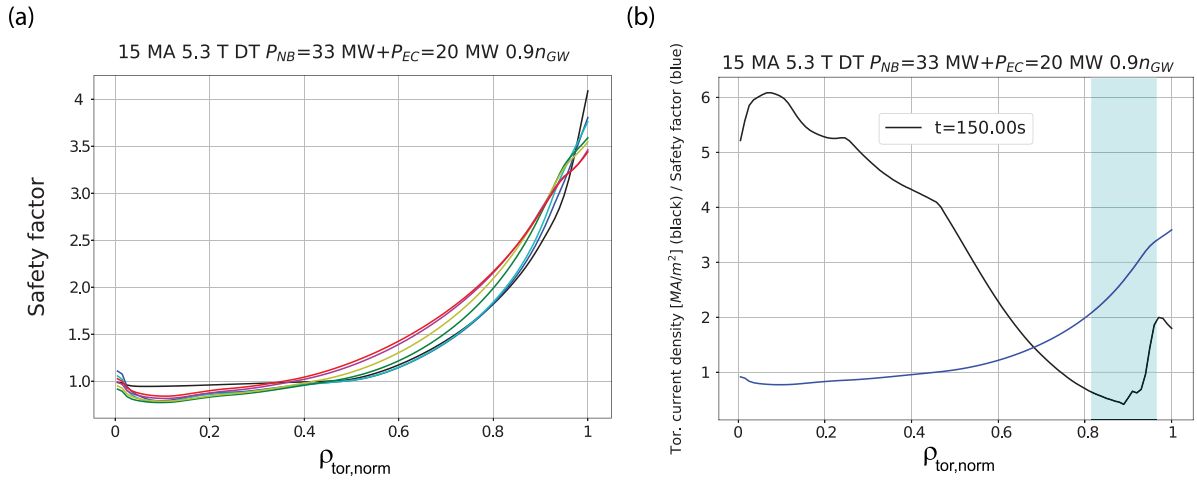 (a)
15 MA 5.3 T DT P_NB=33 MW+P_EC=20 MW 0.9n_GW
Safety factor
4
3.5
3.0
2.5
2.0
1.5
1.0
0 0.2 0.4 0.6 0.8 1
ρ_tor,norm
(b)
15 MA 5.3 T DT P_NB=33 MW+P_EC=20 MW 0.9n_GW
Tor. current density [MA/m²] (black) / Safety factor (blue)
6
5
4
3
2
1
t=150.00s
0 0.2 0.4 0.6 0.8 1
ρ_tor,norm